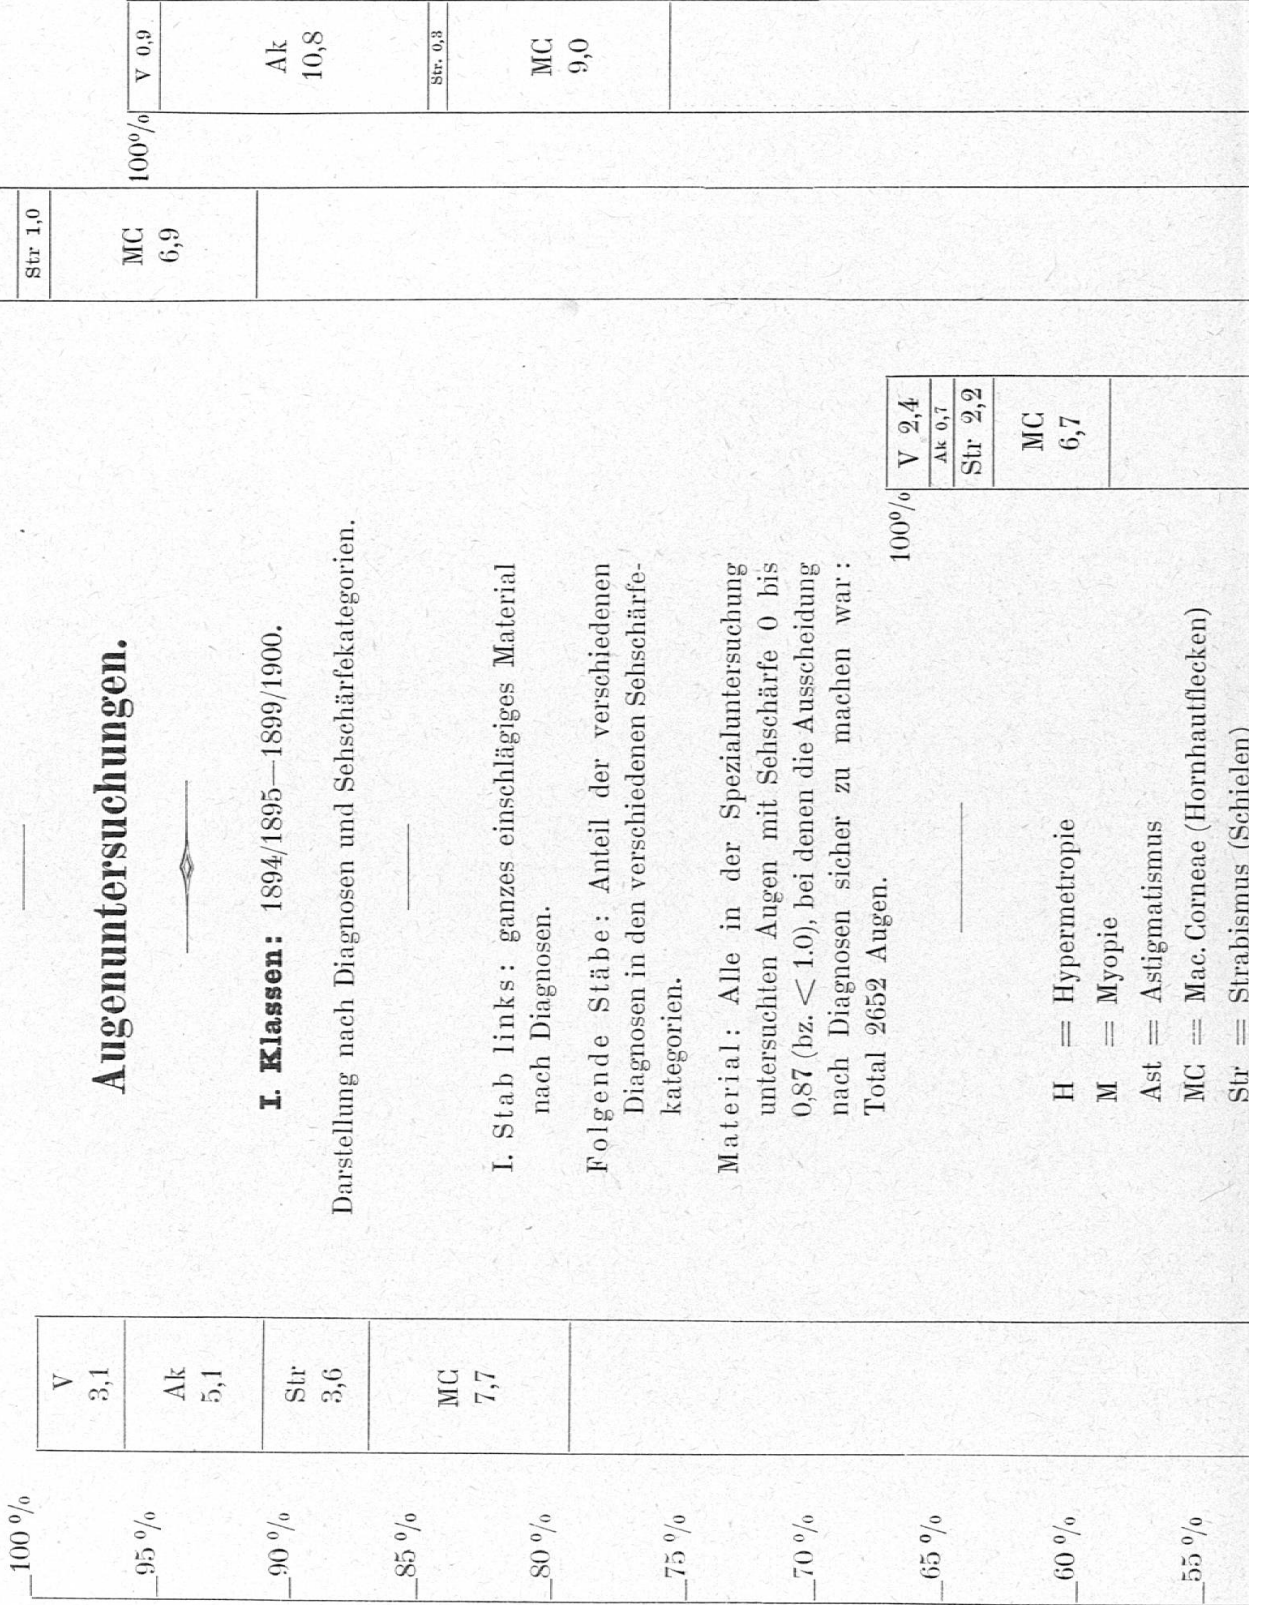 Augenuntersuchungen.
I. Klassen: 1894/1895—1899/1900.
Darstellung nach Diagnosen und Sehschärfekategorien.
I. Stab links: ganzes einschlägiges Material
nach Diagnosen.
Folgende Stäbe: Anteil der verschiedenen
Diagnosen in den verschiedenen Sehschärfe-
kategorien.
Material: Alle in der Spezialuntersuchung
untersuchten Augen mit Sehschärfe 0 bis
0,87 (bz. < 1.0), bei denen die Ausscheidung
nach Diagnosen sicher zu machen war:
Total 2652 Augen.
H = Hypermetropie
M = Myopie
Ast = Astigmatismus
MC = Mac. Corneae (Hornhautflecken)
Str = Strabismus (Schielen)
100 %
95 %
90 %
85 %
80 %
75 %
70 %
65 %
60 %
55 %
V
3,1
Ak
5,1
Str
3,6
MC
7,7
100%
V 2,4
Ak 0,7
Str 2,2
MC
6,7
Str 1,0
MC
6,9
100%
V 0,9
Ak
10,8
Str. 0,3
MC
9,0